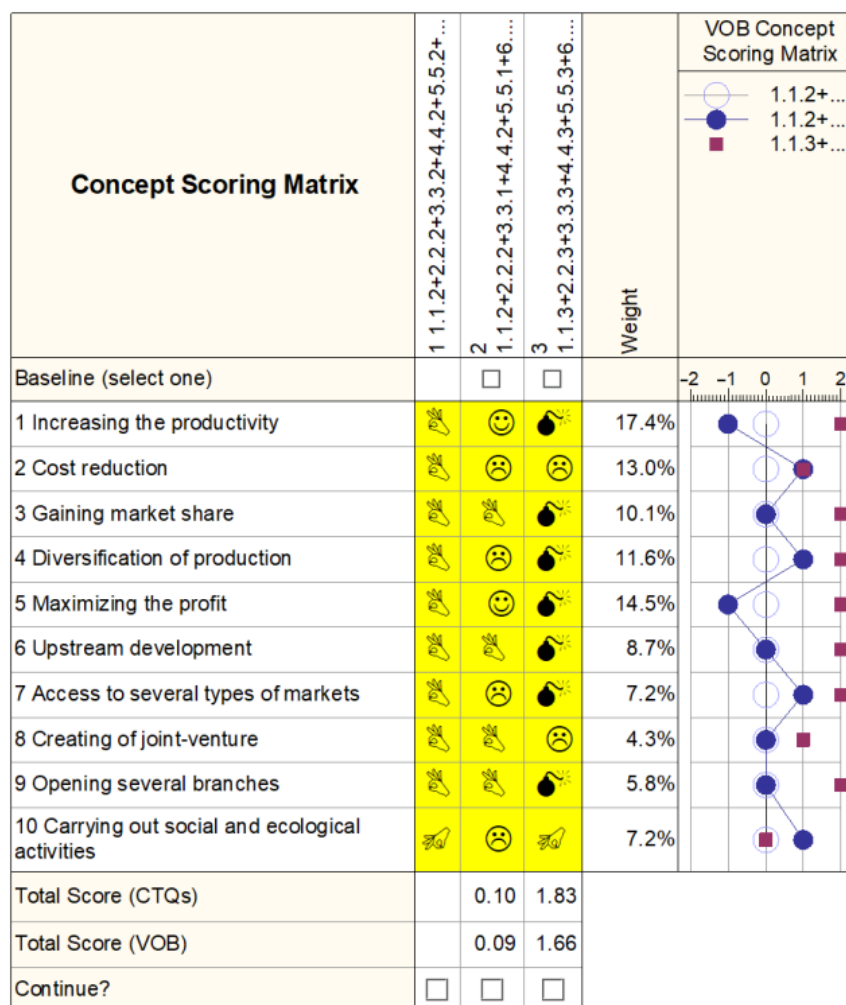 Concept Scoring Matrix
1 1.1.2+2.2.2+3.3.2+4.4.2+5.5.2+...
2
1.1.2+2.2.2+3.3.1+4.4.2+5.5.1+6....
3
1.1.3+2.2.3+3.3.3+4.4.3+5.5.3+6....
Weight
VOB Concept
Scoring Matrix
1.1.2+...
1.1.2+...
1.1.3+...
Baseline (select one)
-2 -1 0 1 2
1 Increasing the productivity 17.4%
2 Cost reduction 13.0%
3 Gaining market share 10.1%
4 Diversification of production 11.6%
5 Maximizing the profit 14.5%
6 Upstream development 8.7%
7 Access to several types of markets 7.2%
8 Creating of joint-venture 4.3%
9 Opening several branches 5.8%
10 Carrying out social and ecological
activities 7.2%
Total Score (CTQs) 0.10 1.83
Total Score (VOB) 0.09 1.66
Continue?